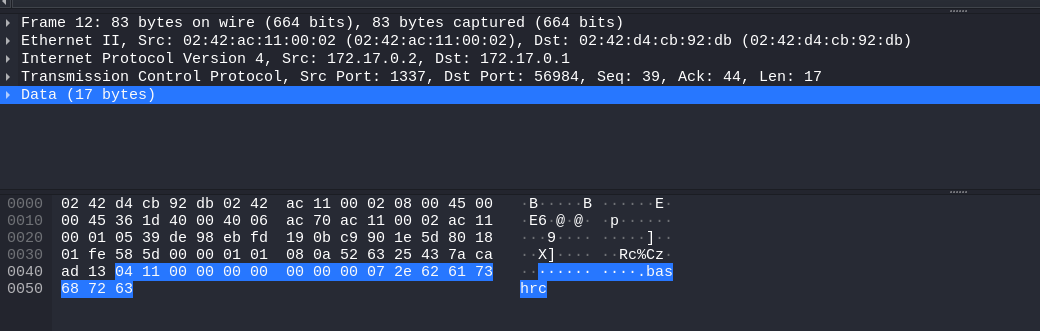 Frame 12: 83 bytes on wire (664 bits), 83 bytes captured (664 bits)
Ethernet II, Src: 02:42:ac:11:00:02 (02:42:ac:11:00:02), Dst: 02:42:d4:cb:92:db (02:42:d4:cb:92:db)
Internet Protocol Version 4, Src: 172.17.0.2, Dst: 172.17.0.1
Transmission Control Protocol, Src Port: 1337, Dst Port: 56984, Seq: 39, Ack: 44, Len: 17
Data (17 bytes)
0000 02 42 d4 cb 92 db 02 42 ac 11 00 02 08 00 45 00 ·B·····B ······E·
0010 00 45 36 1d 40 00 40 06 ac 70 ac 11 00 02 ac 11 ·E6·@·@· ·p······
0020 00 01 05 39 de 98 eb fd 19 0b c9 90 1e 5d 80 18 ···9···· ·····]··
0030 01 fe 58 5d 00 00 01 01 08 0a 52 63 25 43 7a ca ··X]···· ··Rc%Cz·
0040 ad 13 04 11 00 00 00 00 00 00 00 07 2e 62 61 73 ········ ····.bas
0050 68 72 63 hrc